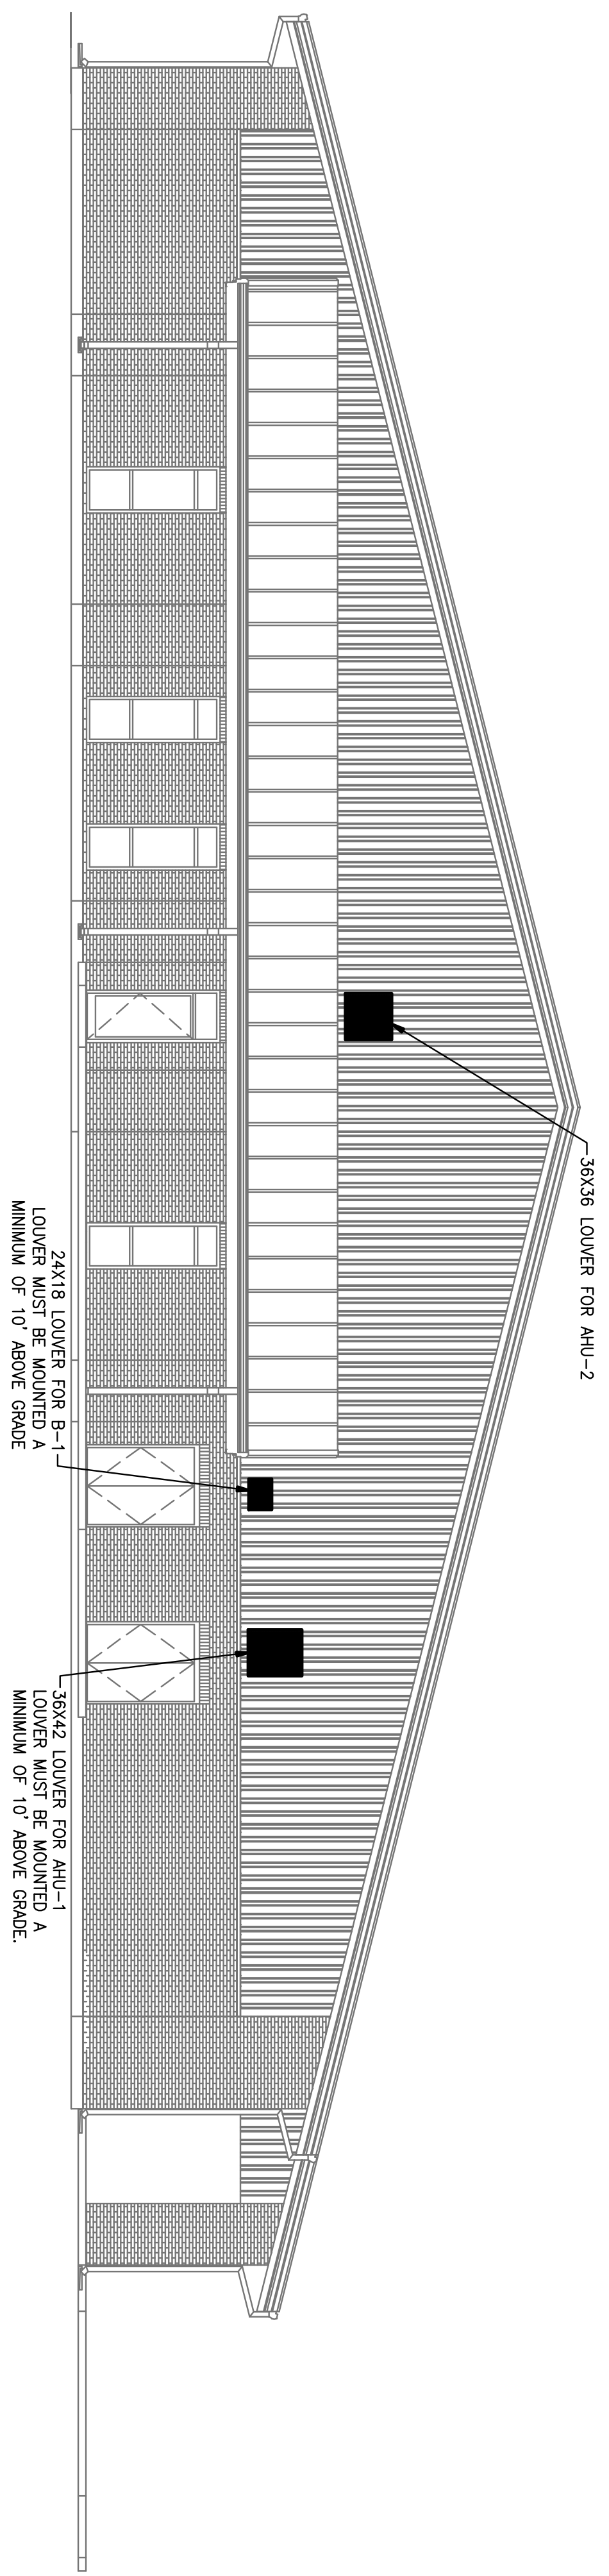 36X36 LOUVER FOR AHU-2
24X18 LOUVER FOR B-1
LOUVER MUST BE MOUNTED A
MINIMUM OF 10' ABOVE GRADE
36X42 LOUVER FOR AHU-1
LOUVER MUST BE MOUNTED A
MINIMUM OF 10' ABOVE GRADE.